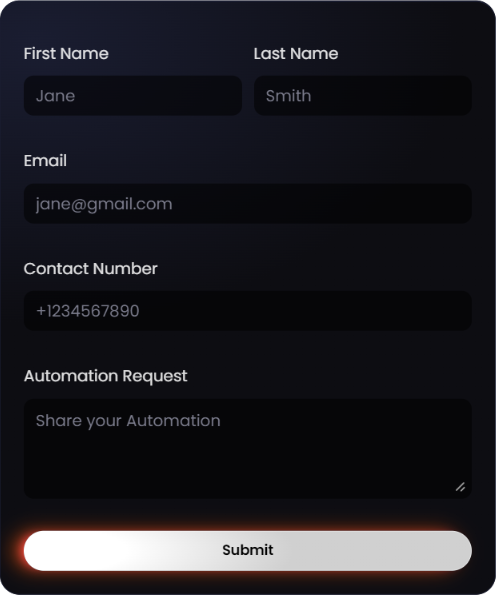 First Name Last Name
Jane Smith
Email
jane@gmail.com
Contact Number
+1234567890
Automation Request
Share your Automation
Submit